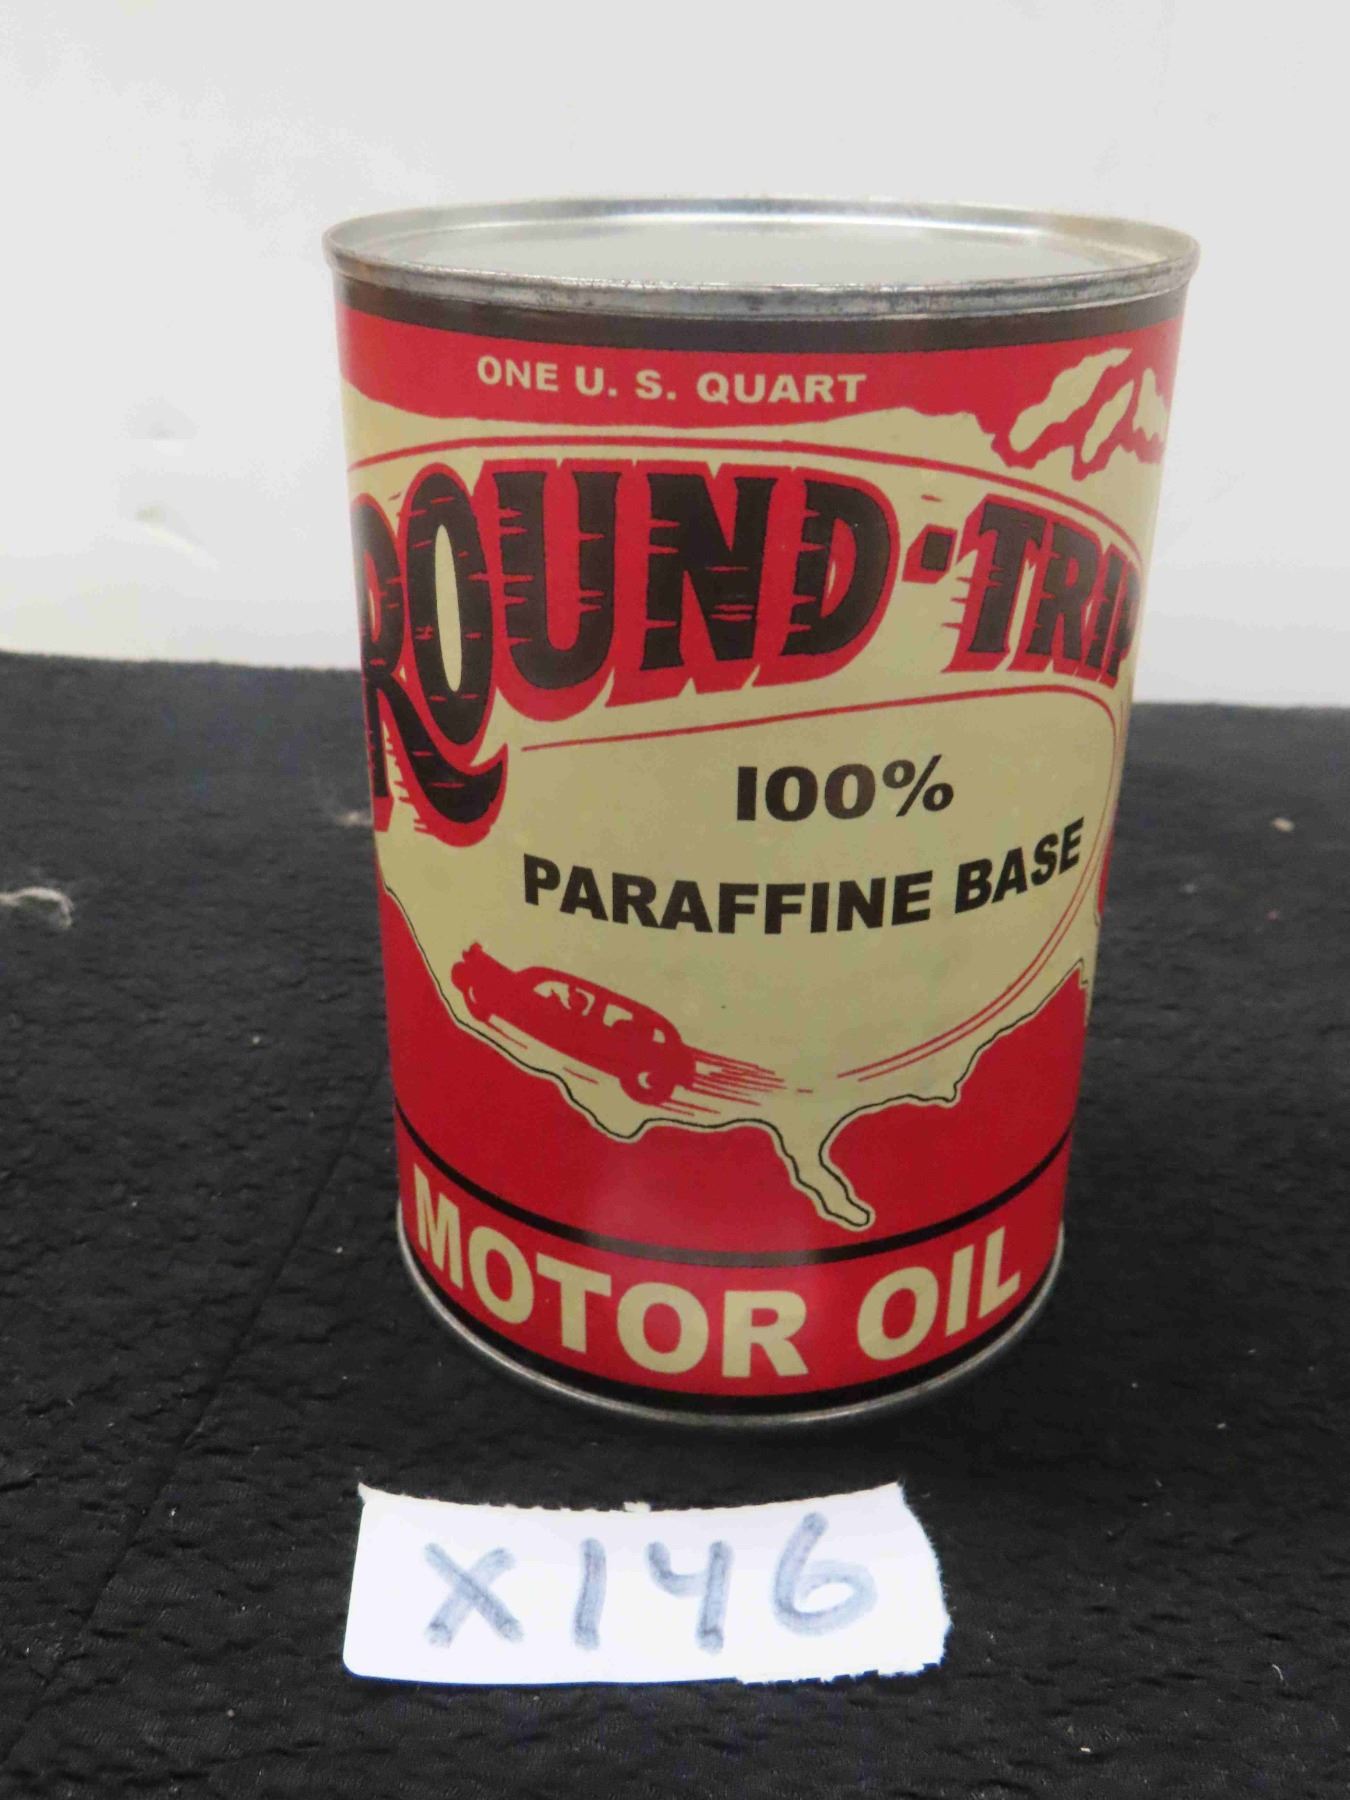 ONE U. S. QUART
ROUND-TRIP
100%
PARAFFINE BASE
MOTOR OIL
X146